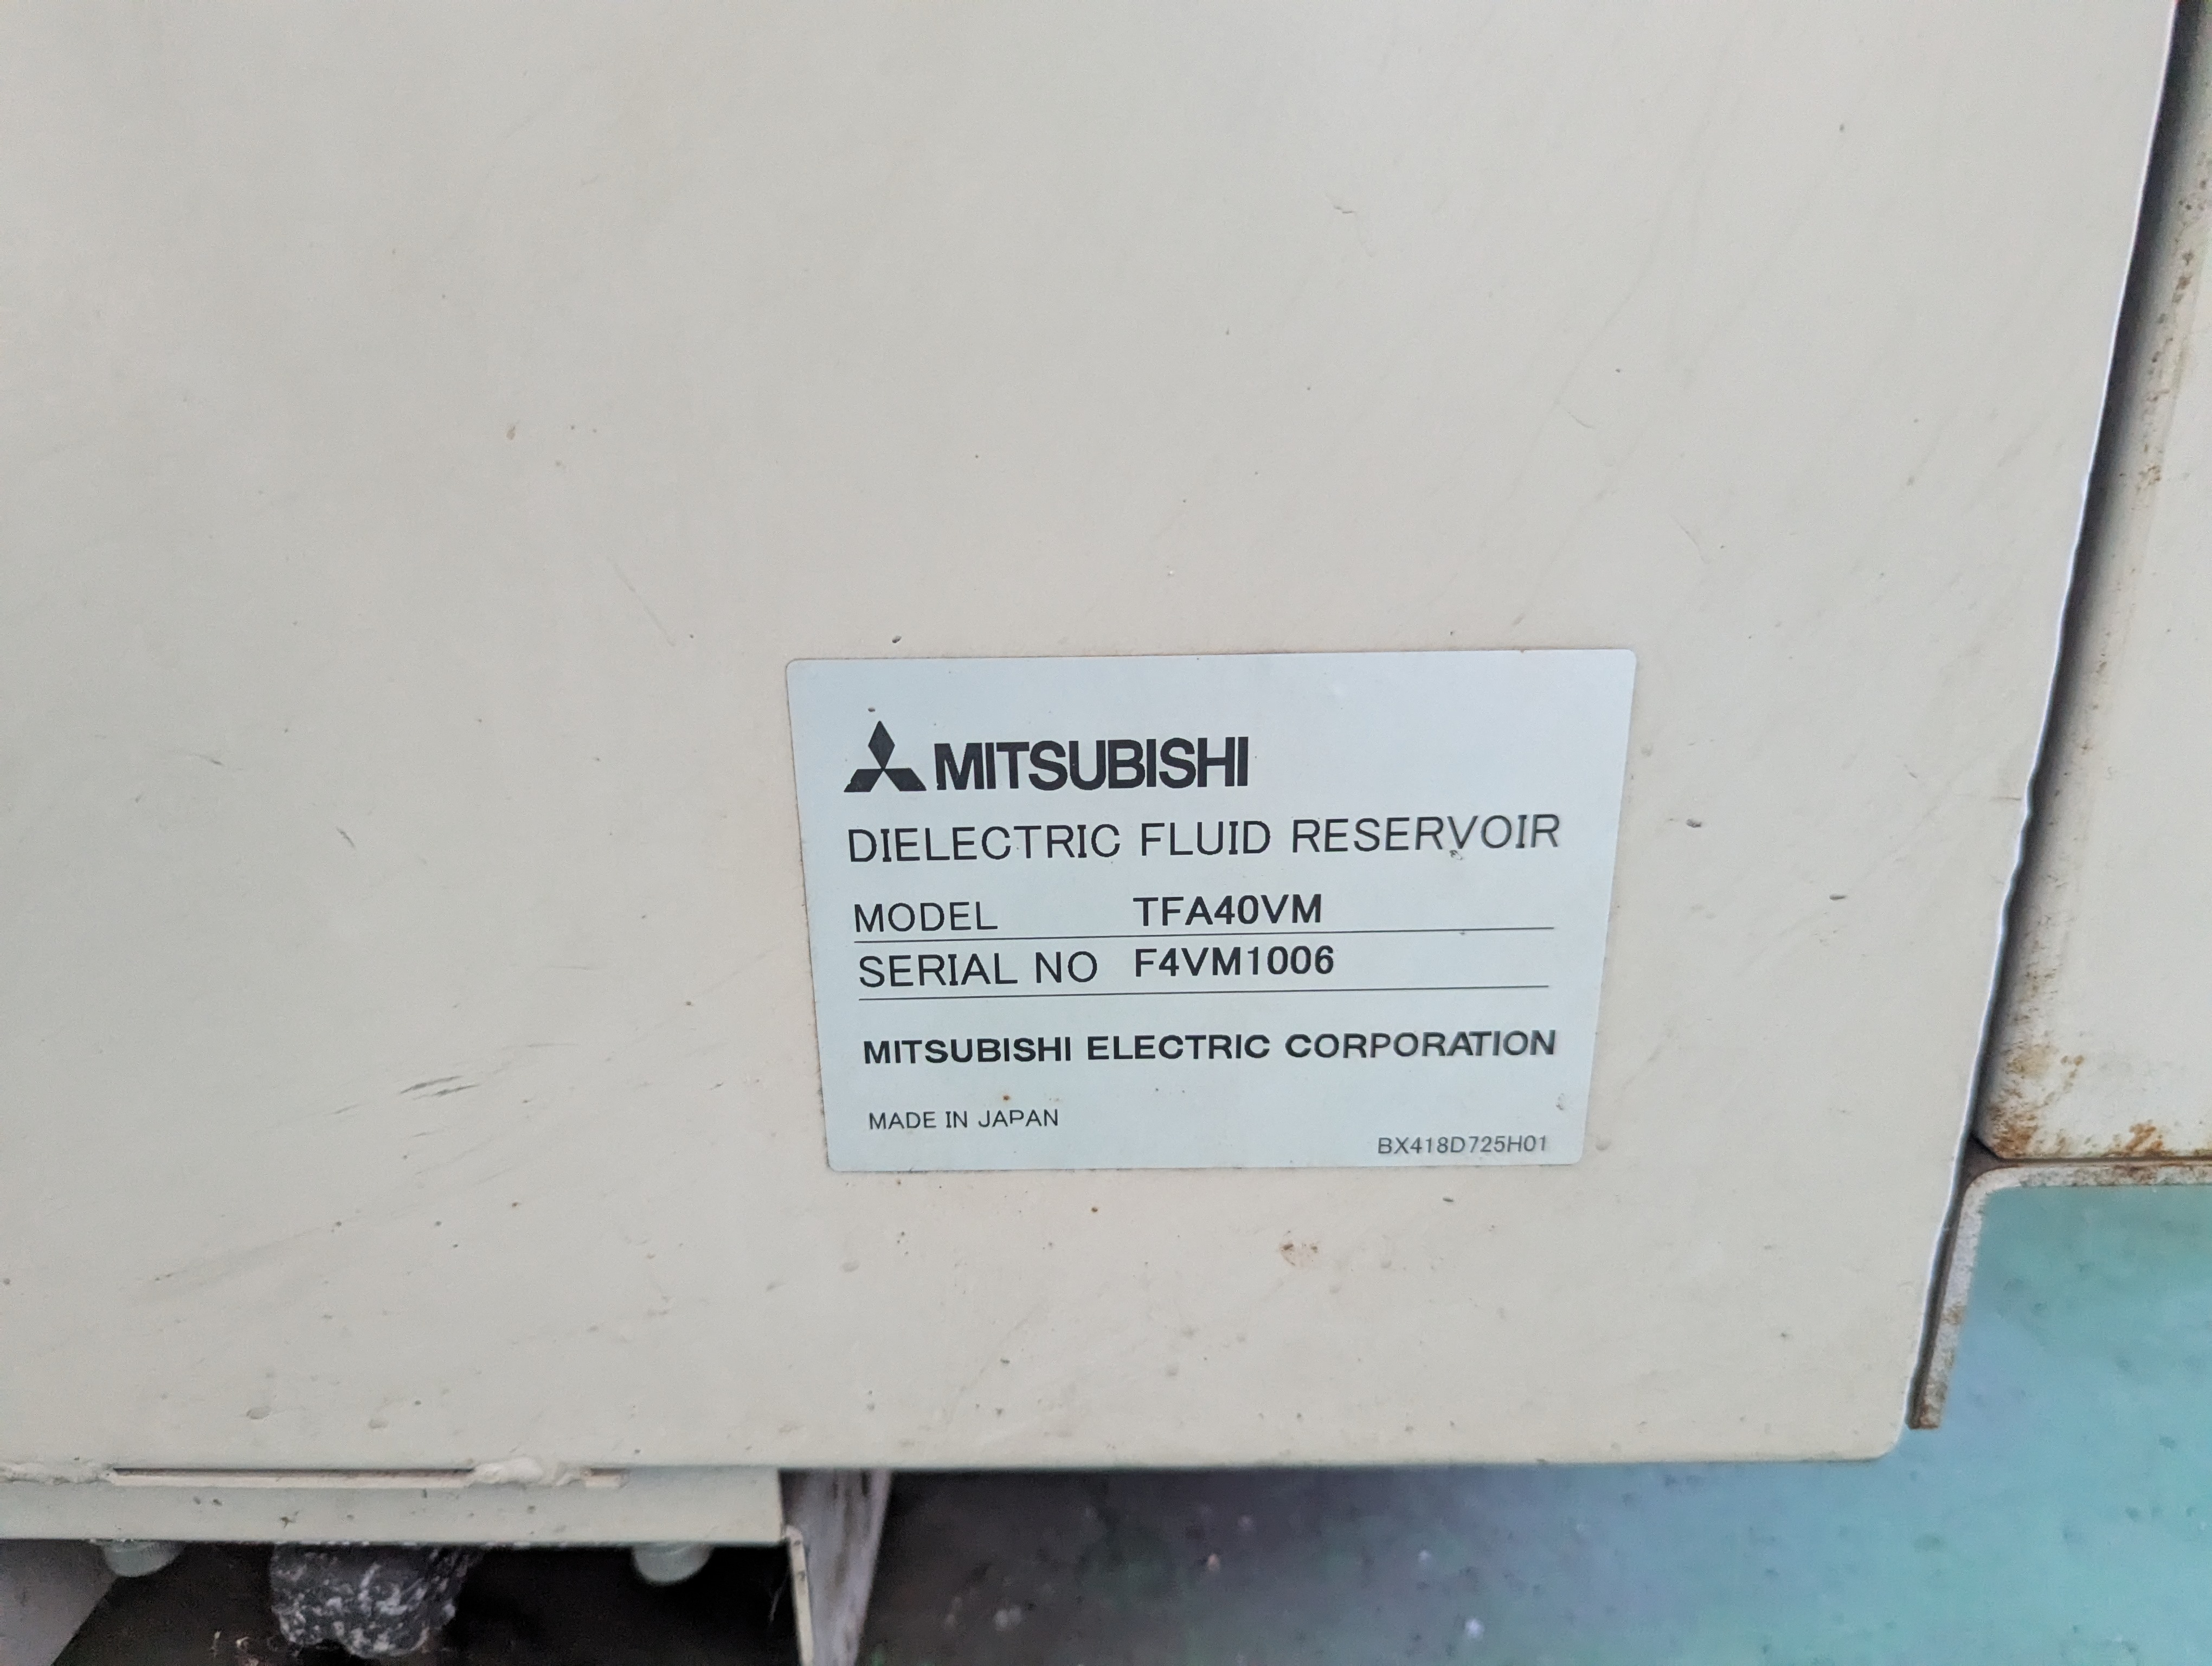 MITSUBISHI
DIELECTRIC FLUID RESERVOIR
MODEL TFA40VM
SERIAL NO F4VM1006
MITSUBISHI ELECTRIC CORPORATION
MADE IN JAPAN
BX418D725H01